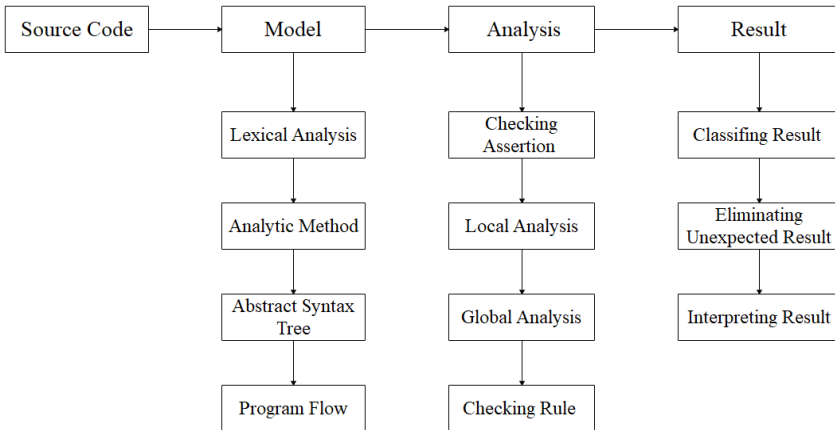 Source Code
Model
Analysis
Result
Lexical Analysis
Checking
Assertion
Classifing Result
Analytic Method
Local Analysis
Eliminating
Unexpected Result
Abstract Syntax
Tree
Global Analysis
Interpreting Result
Program Flow
Checking Rule